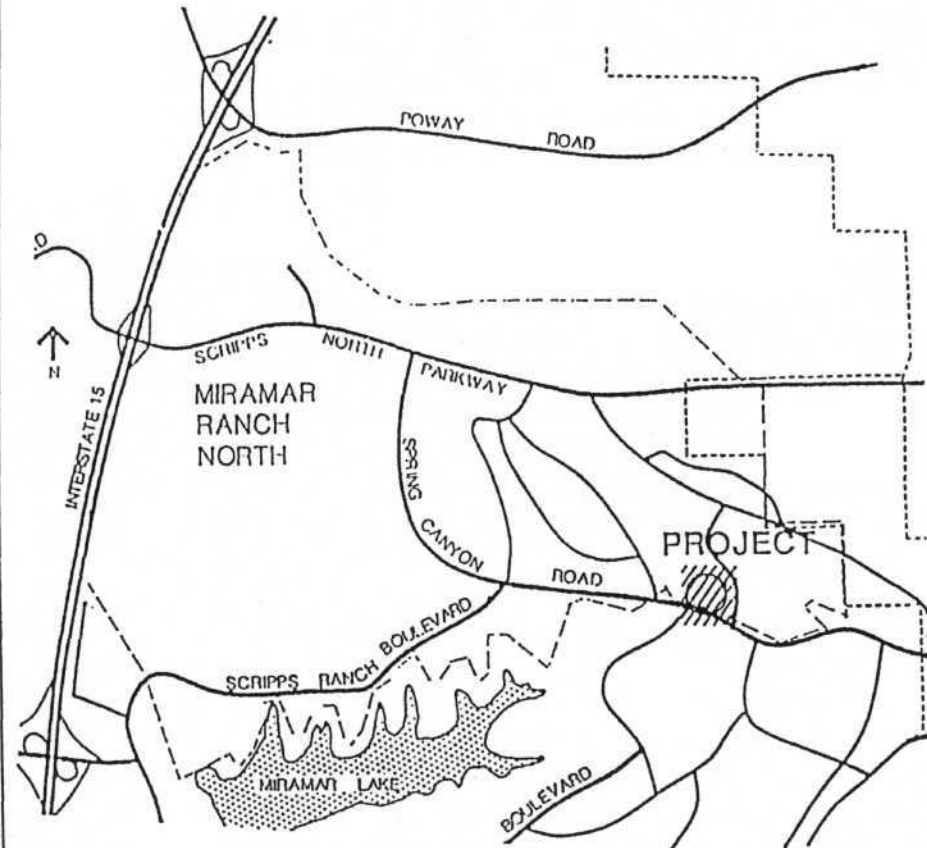 POWAY ROAD
D
SCRIPPS NORTH PARKWAY
N
MIRAMAR
RANCH
NORTH
INTERSTATE 15
SPRING CANYON ROAD
PROJECT
SCRIPPS RANCH BOULEVARD
MIRAMAR LAKE
BOULEVARD